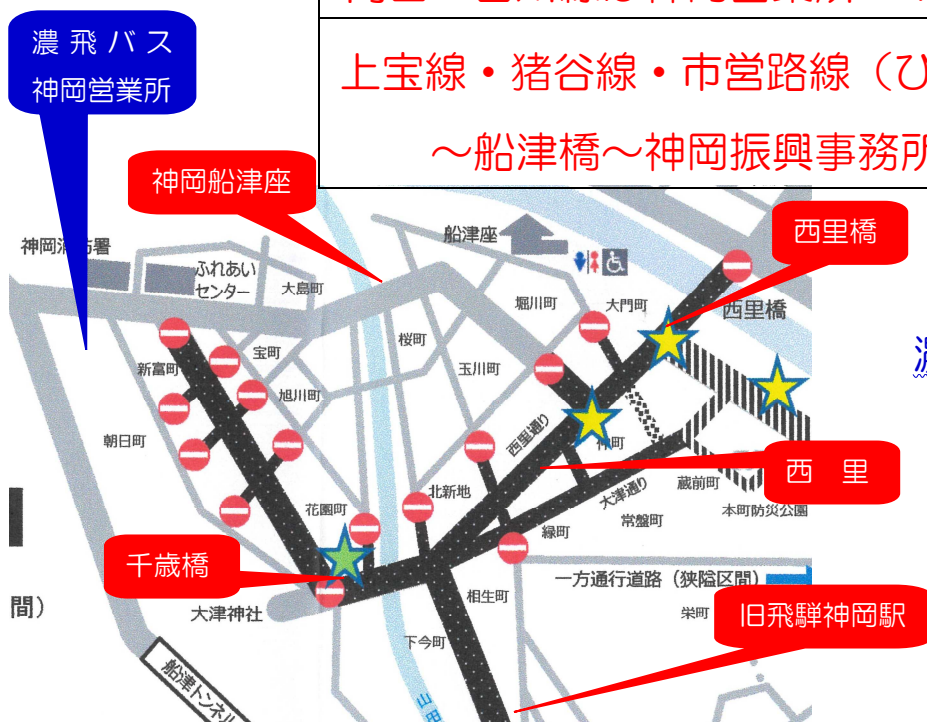 濃飛バス
神岡営業所
上宝線・猪谷線・市営路線（ひ
～船津橋～神岡振興事務所
神岡船津座
西里橋
船津座
ふれあい
センター
大島町
堀川町
大門町
西里橋
桜町
宝町
新富町
玉川町
旭川町
朝日町
西里通り
西 里
北新地
蔵前町
大津通り
花園町
常盤町
本町防災公園
緑町
千歳橋
一方通行道路（狭隘区間）
間）
大津神社
相生町
栄町
旧飛騨神岡駅
下今町
船津トンネル
山田